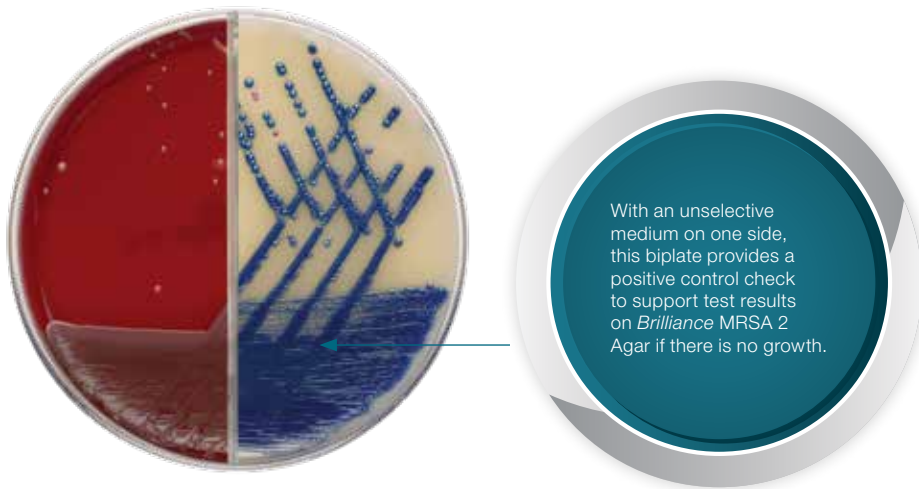 With an unselective
medium on one side,
this biplate provides a
positive control check
to support test results
on Brilliance MRSA 2
Agar if there is no growth.